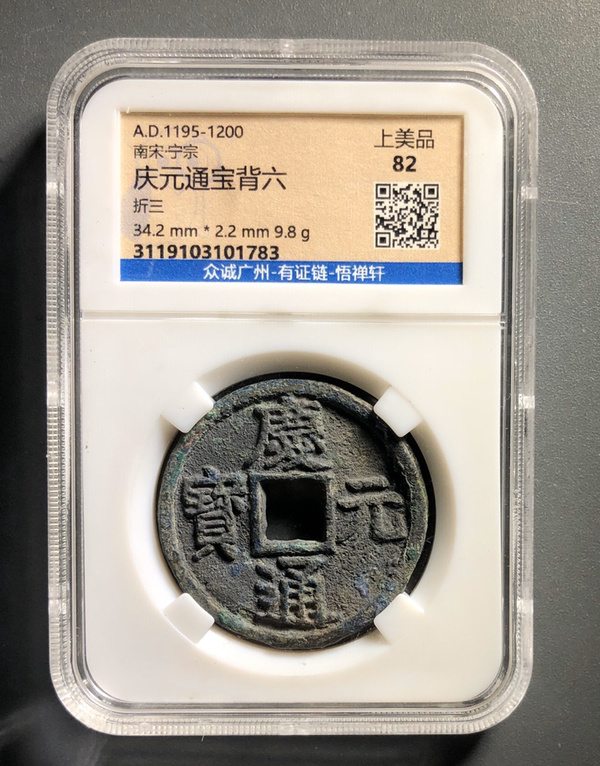 A.D.1195-1200
南宋·宁宗
庆元通宝背六
折三
34.2 mm * 2.2 mm 9.8 g
3119103101783
上美品
82
众诚广州-有证链-悟禅轩
慶
寳 元
通